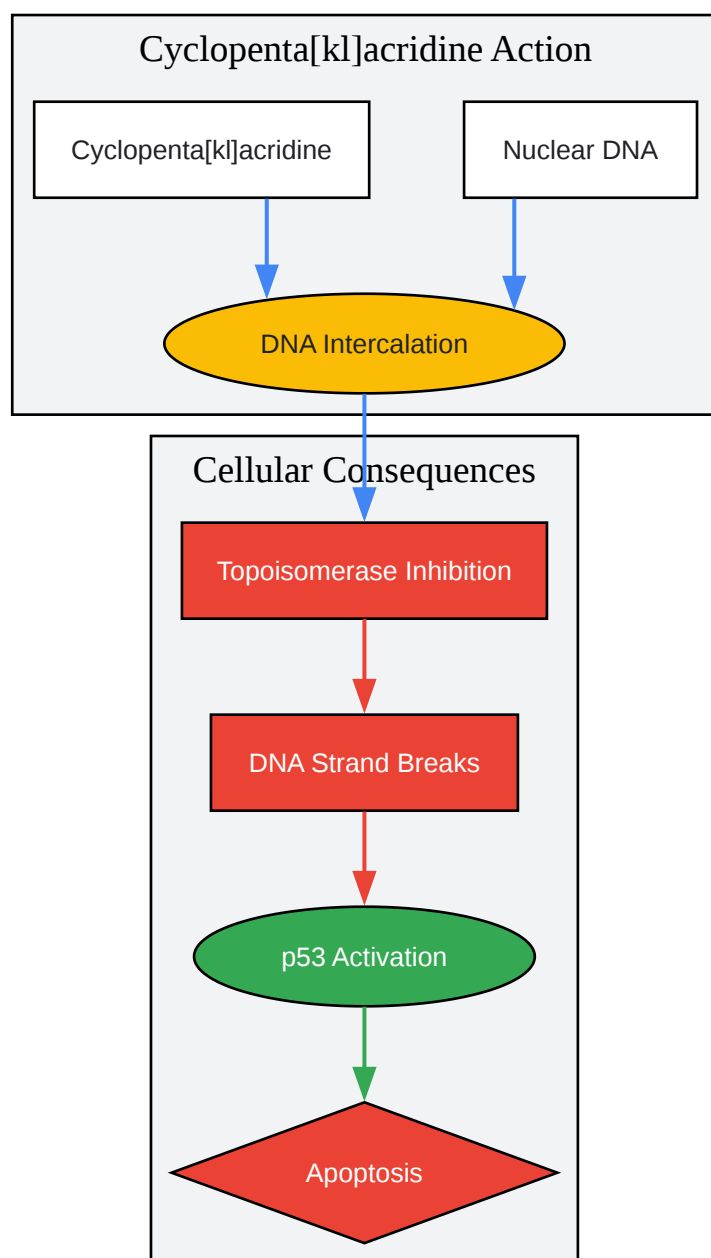 Cyclopenta[kl]acridine Action
Cyclopenta[kl]acridine
Nuclear DNA
DNA Intercalation
Cellular Consequences
Topoisomerase Inhibition
DNA Strand Breaks
p53 Activation
Apoptosis